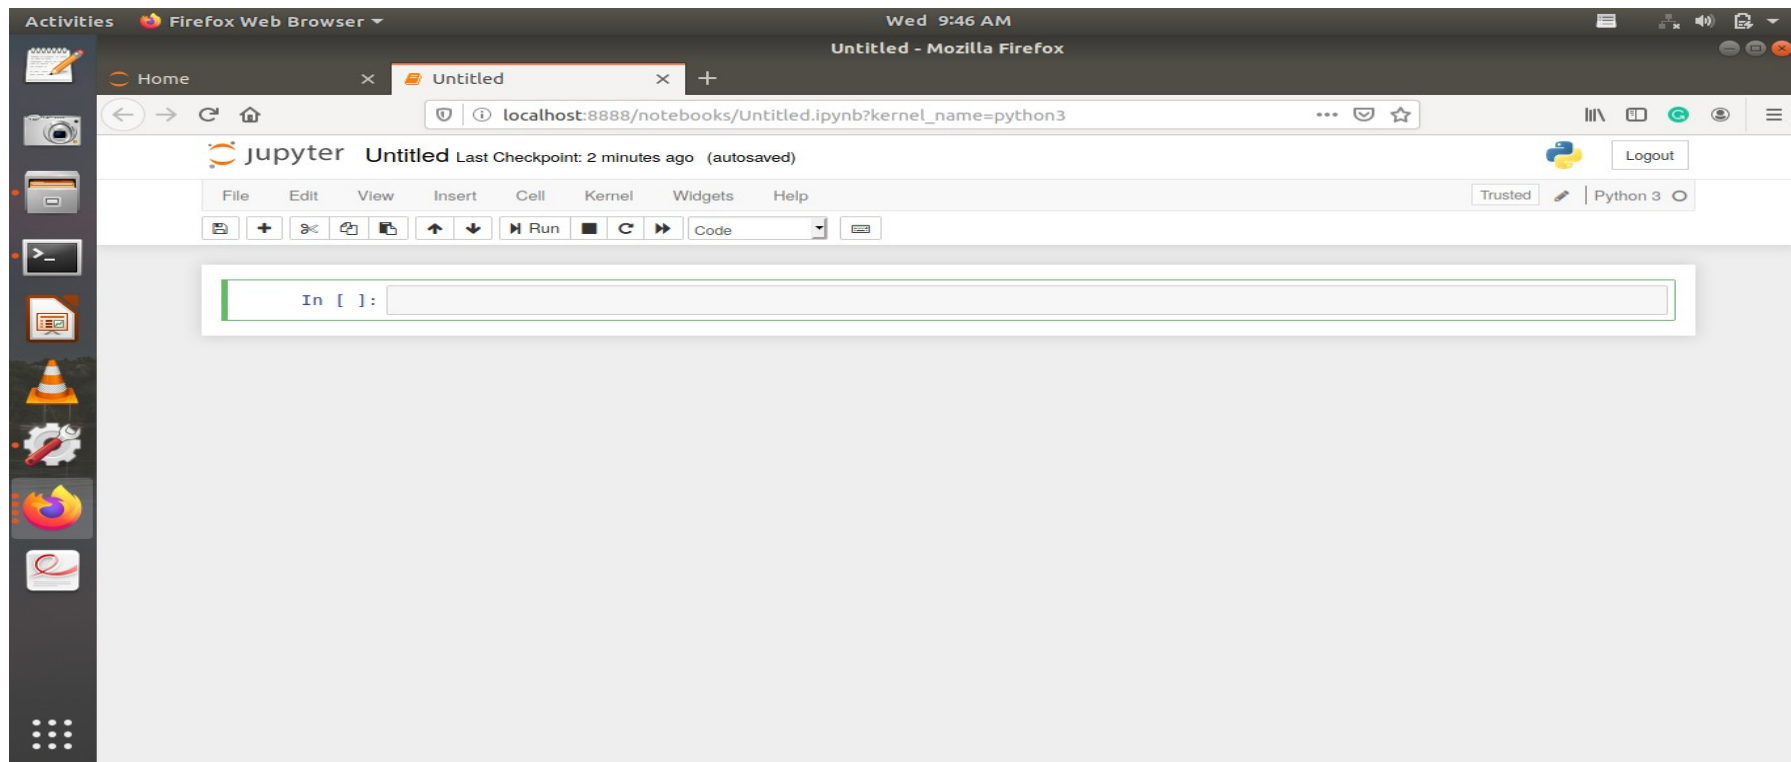 Activities Firefox Web Browser Wed 9:46 AM
Untitled - Mozilla Firefox
Home Untitled
localhost:8888/notebooks/Untitled.ipynb?kernel_name=python3
jupyter Untitled Last Checkpoint: 2 minutes ago (autosaved) Logout
File Edit View Insert Cell Kernel Widgets Help Trusted Python 3
Run Code
In [ ]: